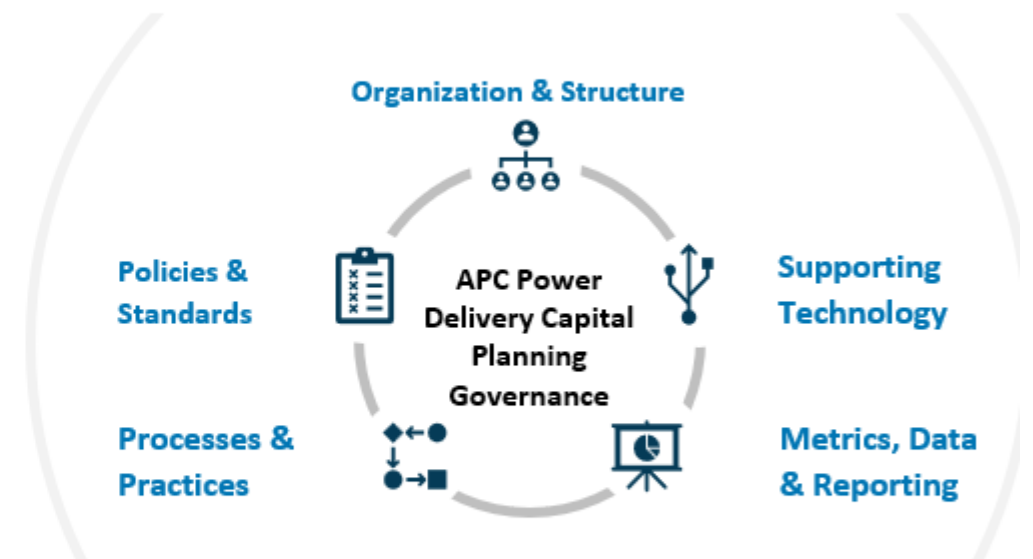 Organization & Structure
Policies &
Standards
APC Power
Delivery Capital
Planning
Governance
Supporting
Technology
Processes &
Practices
Metrics, Data
& Reporting